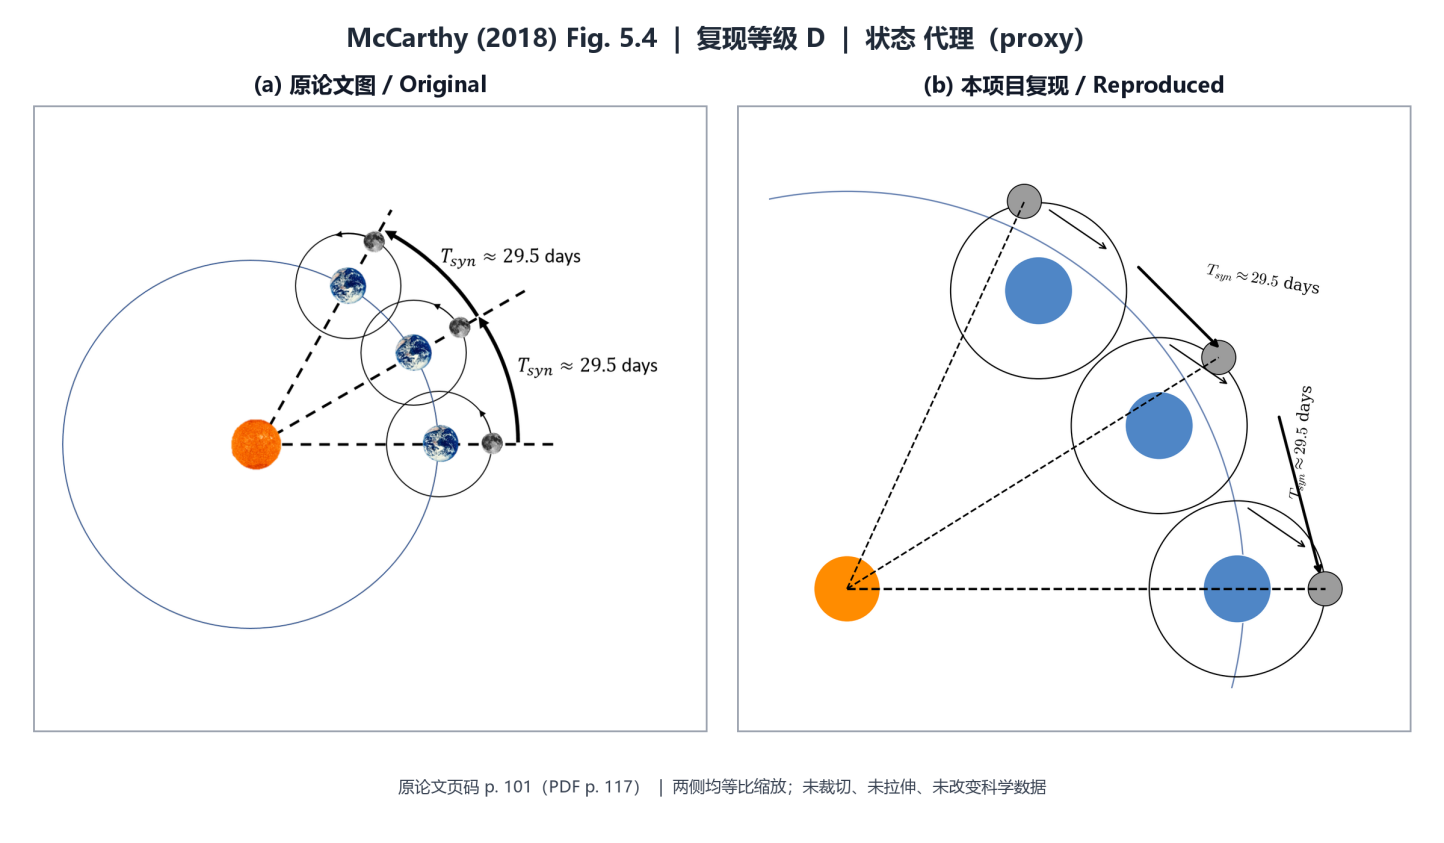 McCarthy (2018) Fig. 5.4 | 复现等级 D | 状态 代理（proxy）
(a) 原论文图 / Original
(b) 本项目复现 / Reproduced
T_syn ≈ 29.5 days
T_syn ≈ 29.5 days
T_syn ≈ 29.5 days
T_syn ≈ 29.5 days
原论文页码 p. 101（PDF p. 117） | 两侧均等比缩放；未裁切、未拉伸、未改变科学数据